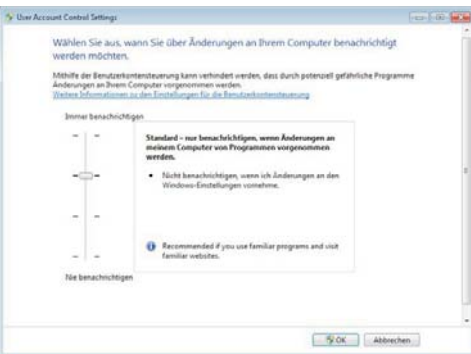 User Account Control Settings
Wählen Sie aus, wann Sie über Änderungen an Ihrem Computer benachrichtigt
werden möchten.
Mithilfe der Benutzerkontensteuerung kann verhindert werden, dass durch potenziell gefährliche Programme
Änderungen an Ihrem Computer vorgenommen werden.
Weitere Informationen zu den Einstellungen für die Benutzerkontensteuerung
Immer benachrichtigen
Standard – nur benachrichtigen, wenn Änderungen an
meinem Computer von Programmen vorgenommen
werden.
• Nicht benachrichtigen, wenn ich Änderungen an den
Windows-Einstellungen vornehme.
Recommended if you use familiar programs and visit
familiar websites.
Nie benachrichtigen
OK
Abbrechen